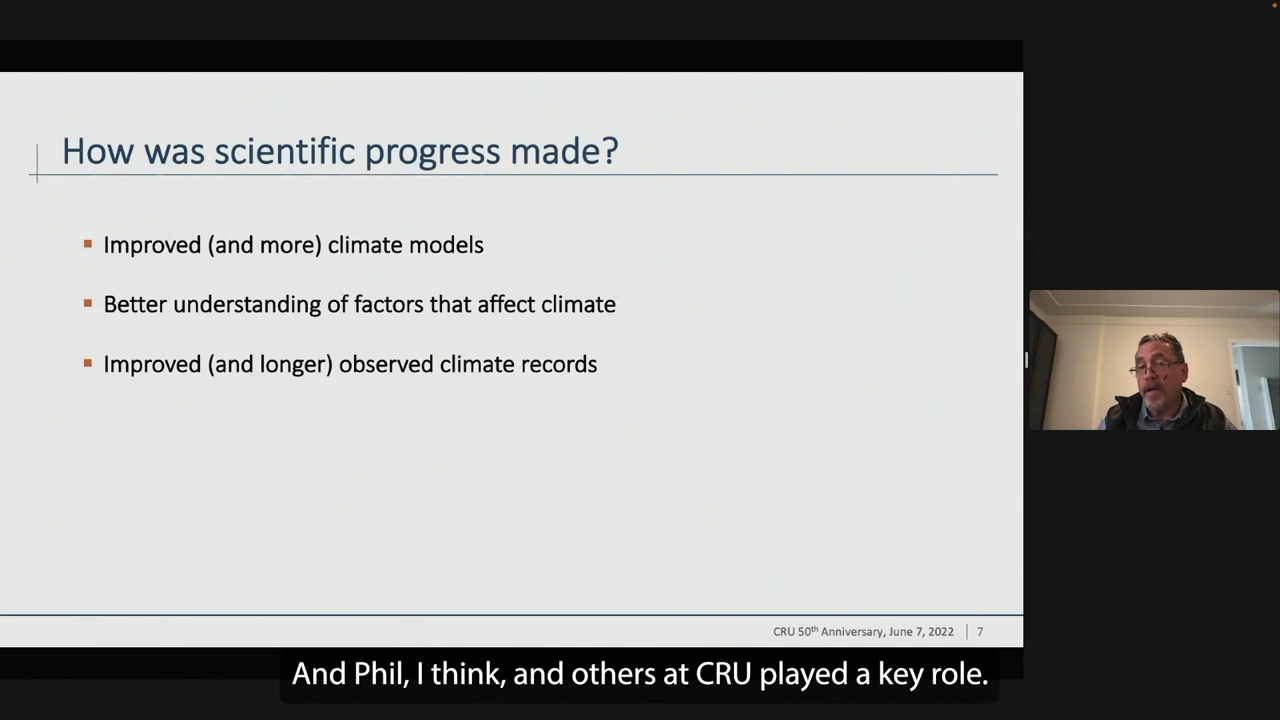 How was scientific progress made?
Improved (and more) climate models
Better understanding of factors that affect climate
Improved (and longer) observed climate records
CRU 50th Anniversary, June 7, 2022 | 7
And Phil, I think, and others at CRU played a key role.